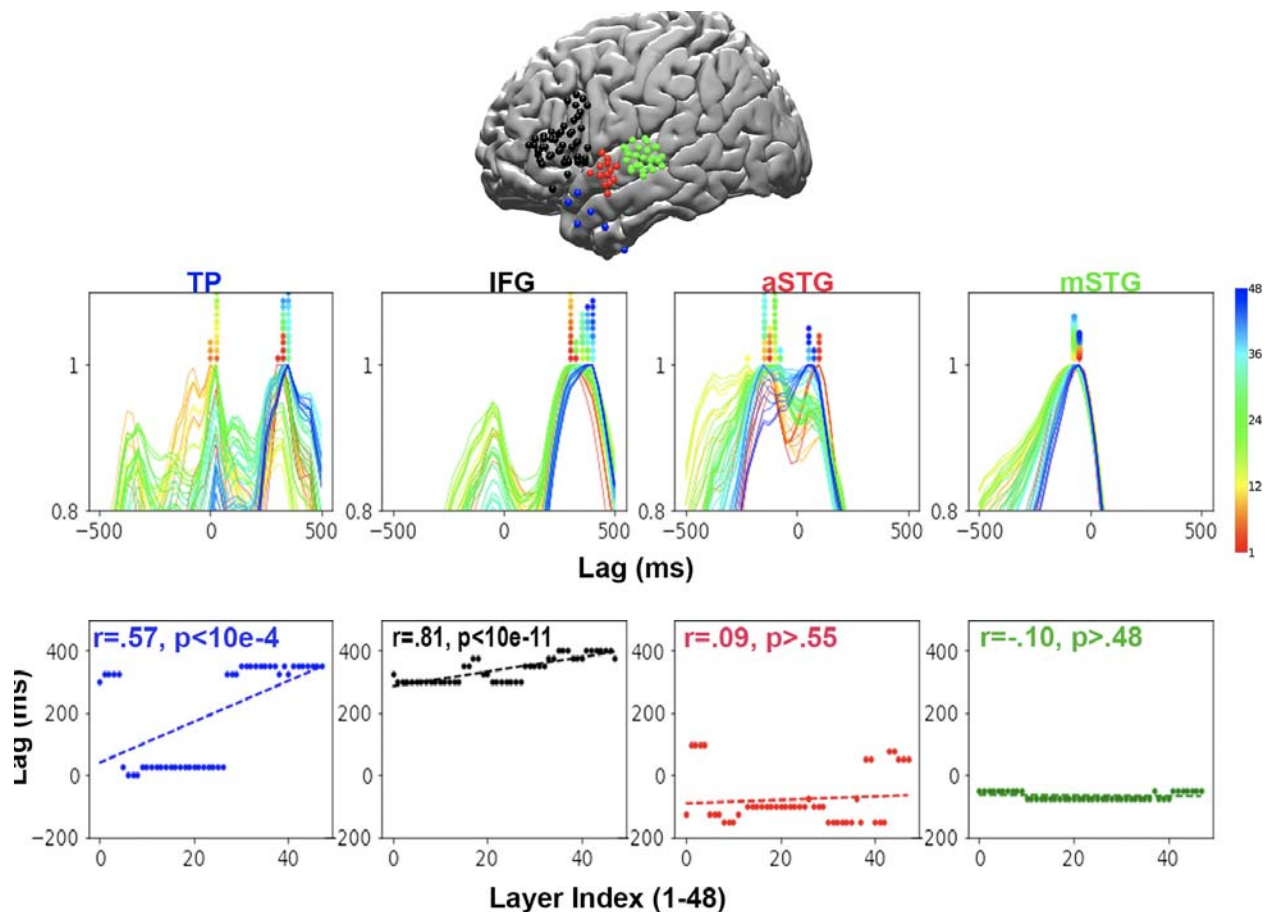 TP IFG aSTG mSTG
1 1 1 1 48
36
24
12
0.8 0.8 0.8 0.8 1
−500 0 500 −500 0 500 −500 0 500 −500 0 500
Lag (ms)
r=.57, p<10e-4 r=.81, p<10e-11 r=.09, p>.55 r=-.10, p>.48
400 400 400 400
Lag (ms)
200 200 200 200
0 0 0 0
−200 200 200 200
0 20 40 0 20 40 0 20 40 0 20 40
Layer Index (1-48)